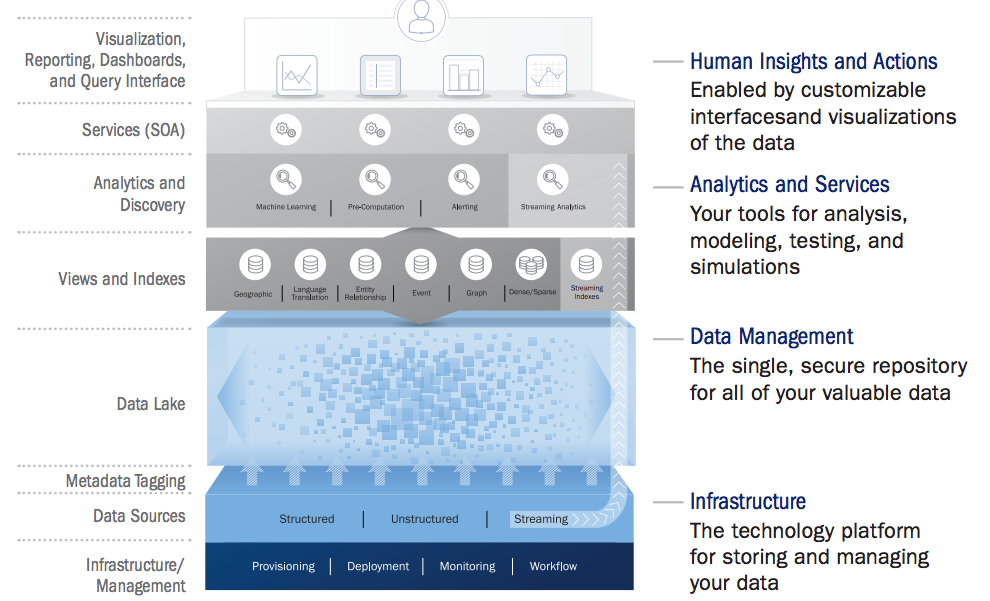 Visualization,
Reporting, Dashboards,
and Query Interface
Services (SOA)
Analytics and
Discovery
Views and Indexes
Data Lake
Metadata Tagging
Data Sources
Infrastructure/
Management
Machine Learning
Pre-Computation
Alerting
Streaming Analytics
Geographic
Language
Translation
Entity
Relationship
Event
Graph
Dense/Sparse
Streaming
Indexes
Structured
Unstructured
Streaming
Provisioning
Deployment
Monitoring
Workflow
Human Insights and Actions
Enabled by customizable
interfacesand visualizations
of the data
Analytics and Services
Your tools for analysis,
modeling, testing, and
simulations
Data Management
The single, secure repository
for all of your valuable data
Infrastructure
The technology platform
for storing and managing
your data